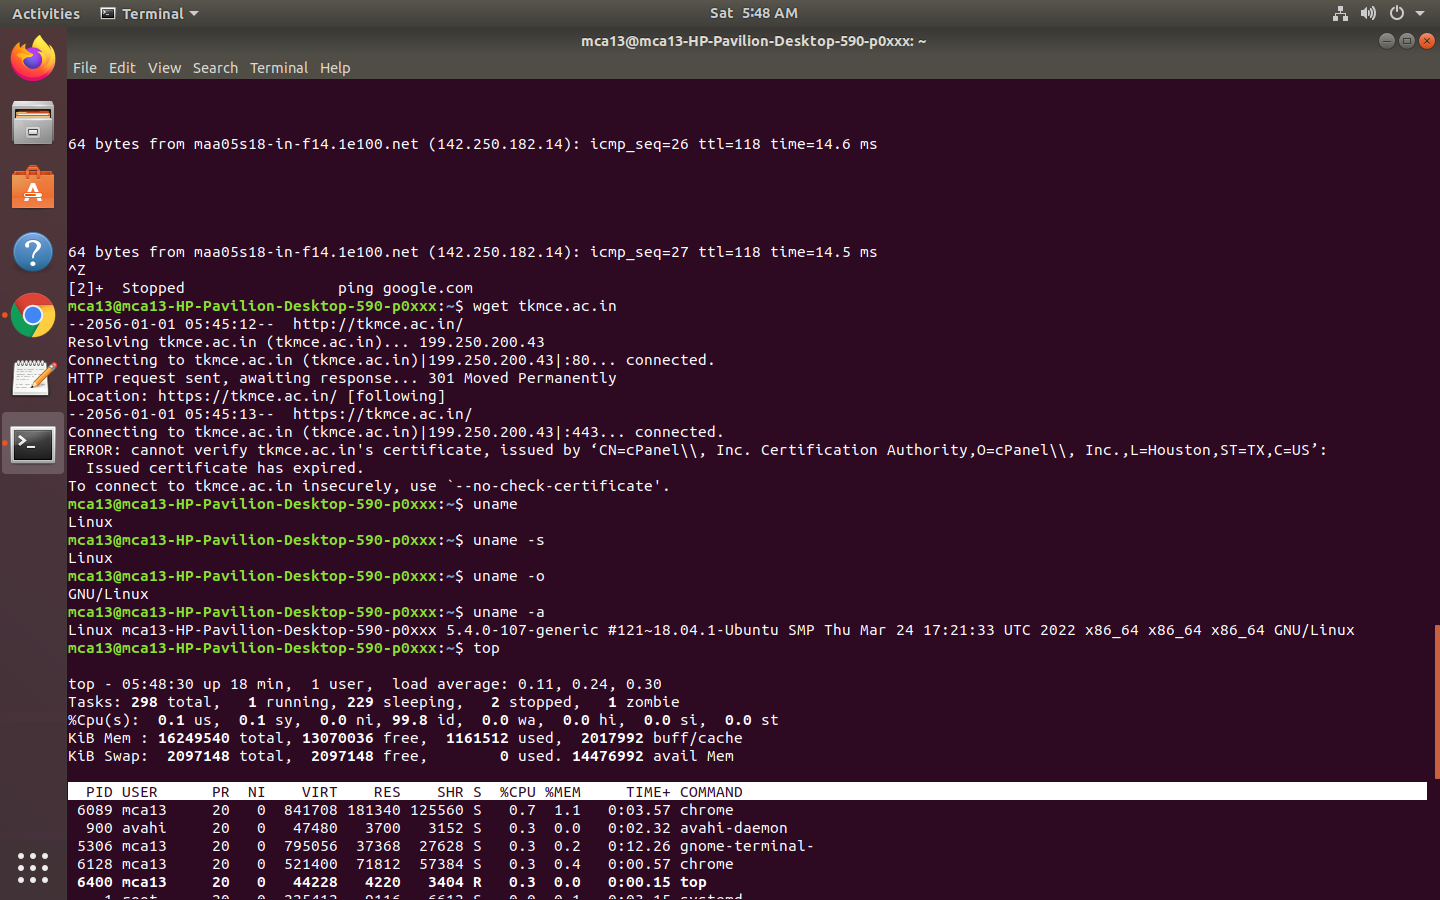 Activities Terminal Sat 5:48 AM
mca13@mca13-HP-Pavilion-Desktop-590-p0xxx: ~
File Edit View Search Terminal Help
64 bytes from maa05s18-in-f14.1e100.net (142.250.182.14): icmp_seq=26 ttl=118 time=14.6 ms
64 bytes from maa05s18-in-f14.1e100.net (142.250.182.14): icmp_seq=27 ttl=118 time=14.5 ms
^Z
[2]+  Stopped                 ping google.com
mca13@mca13-HP-Pavilion-Desktop-590-p0xxx:~$ wget tkmce.ac.in
--2056-01-01 05:45:12--  http://tkmce.ac.in/
Resolving tkmce.ac.in (tkmce.ac.in)... 199.250.200.43
Connecting to tkmce.ac.in (tkmce.ac.in)|199.250.200.43|:80... connected.
HTTP request sent, awaiting response... 301 Moved Permanently
Location: https://tkmce.ac.in/ [following]
--2056-01-01 05:45:13--  https://tkmce.ac.in/
Connecting to tkmce.ac.in (tkmce.ac.in)|199.250.200.43|:443... connected.
ERROR: cannot verify tkmce.ac.in's certificate, issued by ‘CN=cPanel\\, Inc. Certification Authority,O=cPanel\\, Inc.,L=Houston,ST=TX,C=US’:
  Issued certificate has expired.
To connect to tkmce.ac.in insecurely, use `--no-check-certificate'.
mca13@mca13-HP-Pavilion-Desktop-590-p0xxx:~$ uname
Linux
mca13@mca13-HP-Pavilion-Desktop-590-p0xxx:~$ uname -s
Linux
mca13@mca13-HP-Pavilion-Desktop-590-p0xxx:~$ uname -o
GNU/Linux
mca13@mca13-HP-Pavilion-Desktop-590-p0xxx:~$ uname -a
Linux mca13-HP-Pavilion-Desktop-590-p0xxx 5.4.0-107-generic #121~18.04.1-Ubuntu SMP Thu Mar 24 17:21:33 UTC 2022 x86_64 x86_64 x86_64 GNU/Linux
mca13@mca13-HP-Pavilion-Desktop-590-p0xxx:~$ top
top - 05:48:30 up 18 min,  1 user,  load average: 0.11, 0.24, 0.30
Tasks: 298 total,   1 running, 229 sleeping,   2 stopped,   1 zombie
%Cpu(s):  0.1 us,  0.1 sy,  0.0 ni, 99.8 id,  0.0 wa,  0.0 hi,  0.0 si,  0.0 st
KiB Mem : 16249540 total, 13070036 free,  1161512 used,  2017992 buff/cache
KiB Swap:  2097148 total,  2097148 free,        0 used. 14476992 avail Mem
  PID USER      PR  NI    VIRT    RES    SHR S  %CPU %MEM     TIME+ COMMAND
 6089 mca13     20   0  841708 181340 125560 S   0.7  1.1   0:03.57 chrome
  900 avahi     20   0   47480   3700   3152 S   0.3  0.0   0:02.32 avahi-daemon
 5306 mca13     20   0  795056  37368  27628 S   0.3  0.2   0:12.26 gnome-terminal-
 6128 mca13     20   0  521400  71812  57384 S   0.3  0.4   0:00.57 chrome
 6400 mca13     20   0   44228   4220   3404 R   0.3  0.0   0:00.15 top